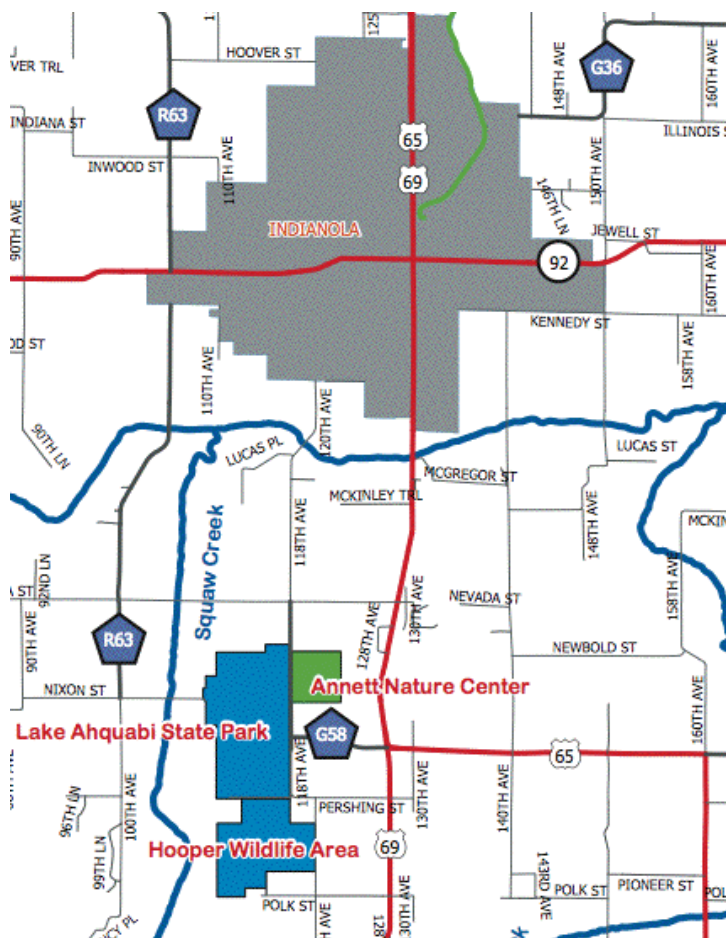 125
HOOVER ST
VER TRL
G36
148TH AVE
160TH AVE
R63
INDIANA ST
ILLINOIS S
65
INWOOD ST
110TH AVE
150TH AVE
69
146TH LN
90TH AVE
INDIANOLA
JEWELL ST
92
160TH AVE
KENNEDY ST
D ST
158TH AVE
110TH AVE
120TH AVE
90TH LN
LUCAS PL
LUCAS ST
MCGREGOR ST
MCKINLEY TRL
118TH AVE
148TH AVE
MCKIN
Squaw Creek
92ND LN
158TH AVE
A ST
NEVADA ST
130TH AVE
128TH AVE
90TH AVE
R63
NEWBOLD ST
NIXON ST
Annett Nature Center
160TH AVE
Lake Ahquabi State Park
G58
65
118TH AVE
PERSHING ST
130TH AVE
140TH AVE
96TH LN
100TH AVE
99TH LN
Hooper Wildlife Area
69
143RD AVE
PIONEER ST
POLK ST
POLK ST
POL
CY PL
TH AVE
128
k